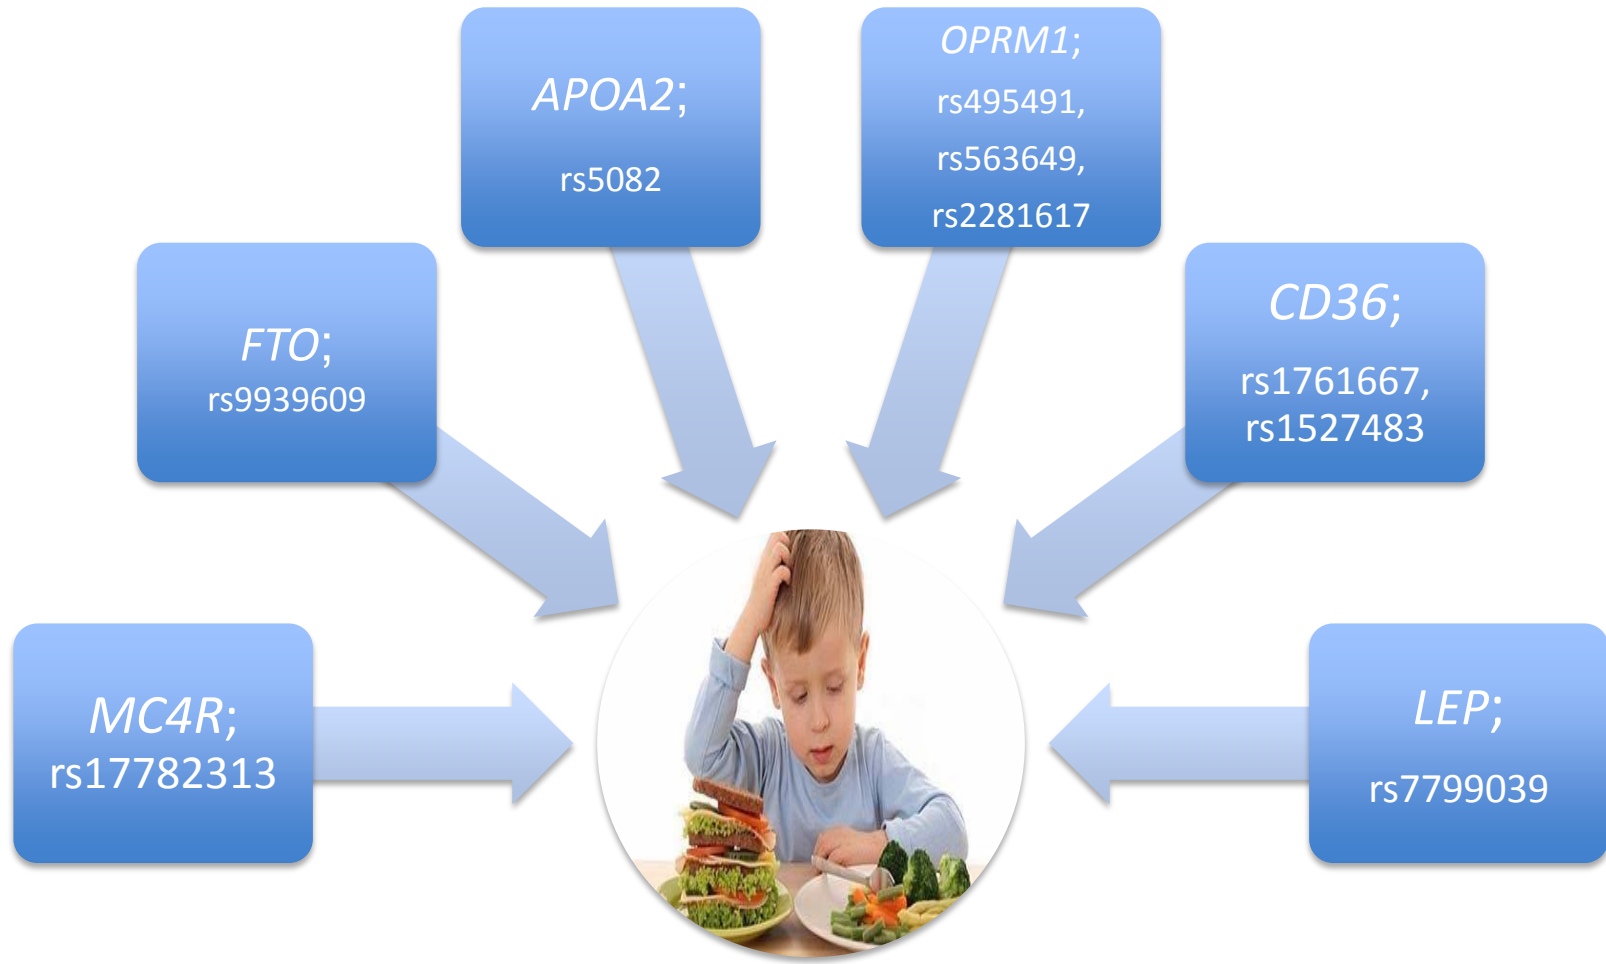 APOA2;
rs5082
OPRM1;
rs495491,
rs563649,
rs2281617
FTO;
rs9939609
CD36;
rs1761667,
rs1527483
MC4R;
rs17782313
LEP;
rs7799039